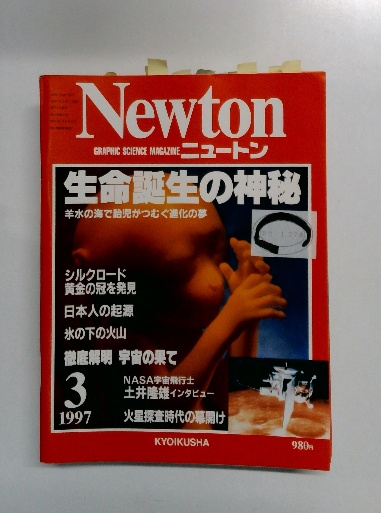 Newton
GRAPHIC SCIENCE MAGAZINE ニュートン
生命誕生の神秘
羊水の海で胎児がつむぐ進化の夢
シルクロード
黄金の冠を発見
日本人の起源
氷の下の火山
徹底解明 宇宙の果て
3
1997
NASA宇宙飛行士
土井隆雄インタビュー
火星探査時代の幕開け
KYOIKUSHA
980円